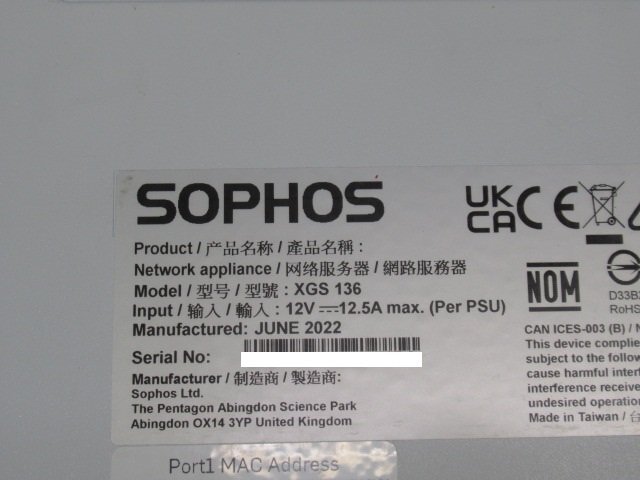 SOPHOS
UK
CA
CE
Product / 产品名称 / 產品名稱 :
Network appliance / 网络服务器 / 網路服務器
Model / 型号 / 型號 : XGS 136
Input / 输入 / 輸入 : 12V⎓12.5A max. (Per PSU)
Manufactured: JUNE 2022
Serial No:
Manufacturer / 制造商 / 製造商:
Sophos Ltd.
The Pentagon Abingdon Science Park
Abingdon OX14 3YP United Kingdom
NOM
D33B
RoHS
CAN ICES-003 (B) /
This device complie
subject to the follow
cause harmful interf
interference receive
undesired operation
Made in Taiwan /
Port1 MAC Address